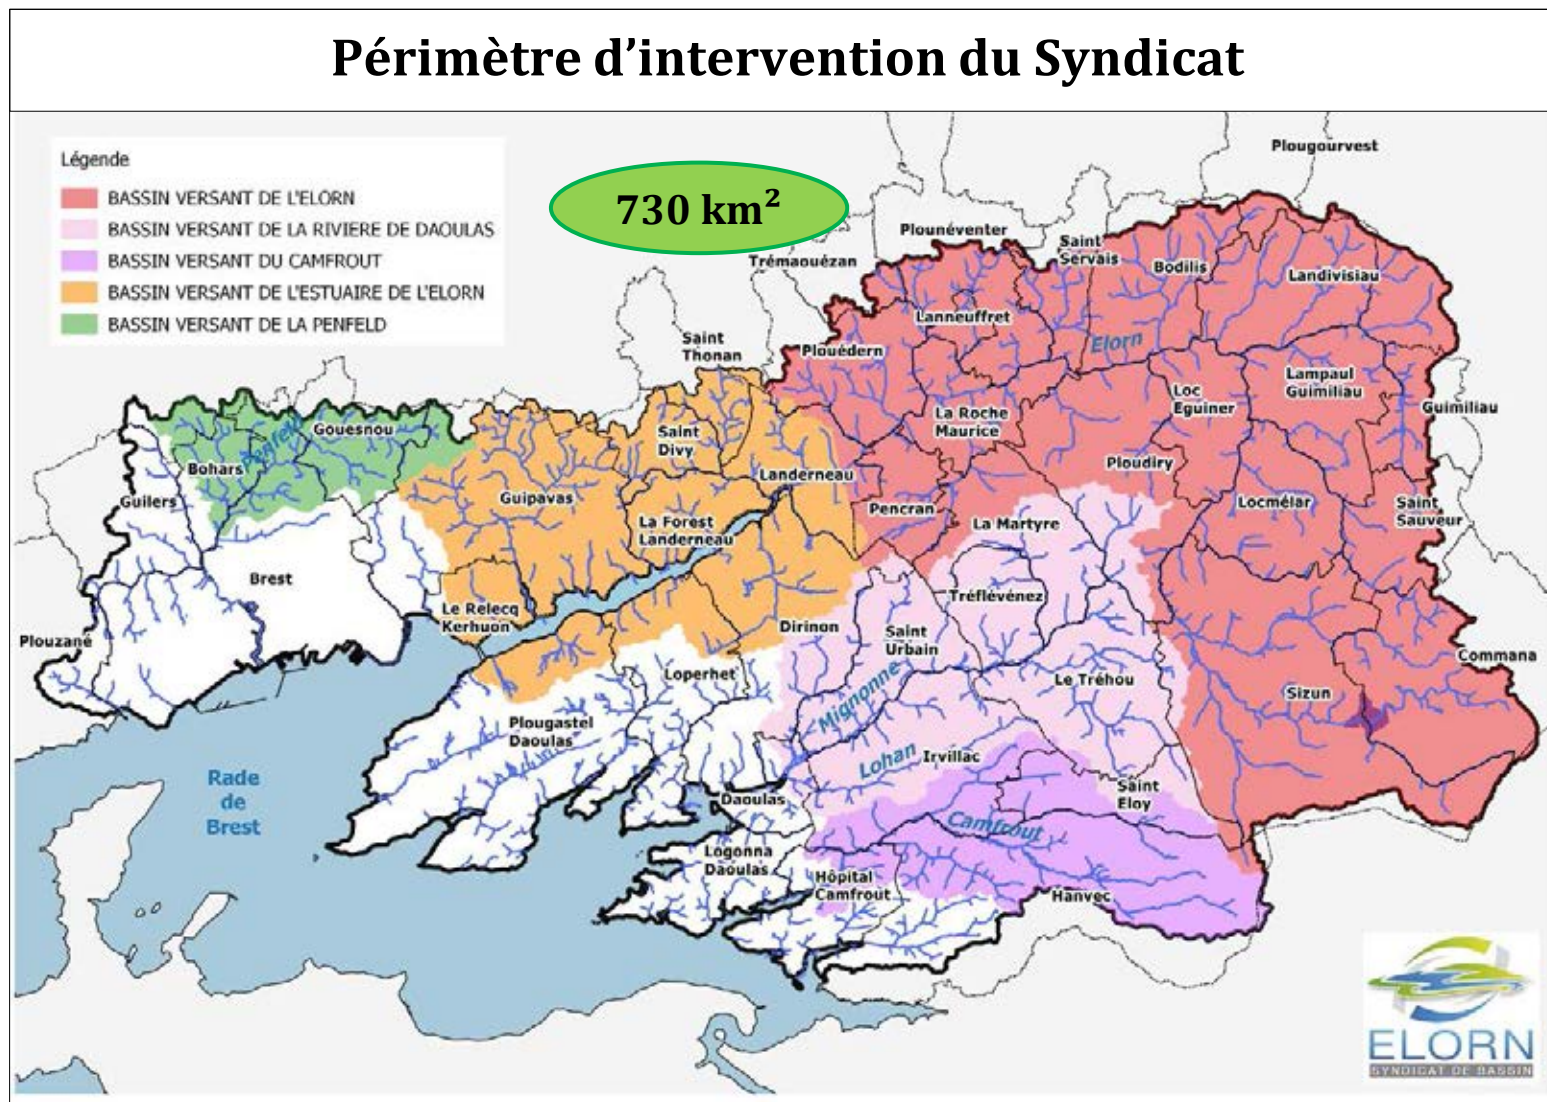 Périmètre d'intervention du Syndicat
Légende
BASSIN VERSANT DE L'ELORN
BASSIN VERSANT DE LA RIVIERE DE DAOULAS
BASSIN VERSANT DU CAMFROUT
BASSIN VERSANT DE L'ESTUAIRE DE L'ELORN
BASSIN VERSANT DE LA PENFELD
730 km²
Plougourvest
Plounéventer
Saint
Servais
Trémaouézan
Bodilis
Landivisiau
Lanneuffret
Saint
Thonan
Plouédern
Elorn
Lampaul
Guimiliau
Loc
Eguiner
Guimiliau
La Roche
Maurice
Penfeld
Gouesnou
Saint
Divy
Bohars
Ploudiry
Landerneau
Guilers
Guipavas
Locmélar
Saint
Sauveur
Pencran
La Forest
Landerneau
La Martyre
Brest
Tréflévénez
Le Relecq
Kerhuon
Dirinon
Saint
Urbain
Plouzané
Commana
Loperhet
Le Tréhou
Sizun
Mignonne
Plougastel
Daoulas
Lohan
Irvillac
Rade
de
Brest
Daoulas
Saint
Eloy
Camfrout
Logonna
Daoulas
Hôpital
Camfrout
Hanvec
ELORN
SYNDICAT DE BASSIN